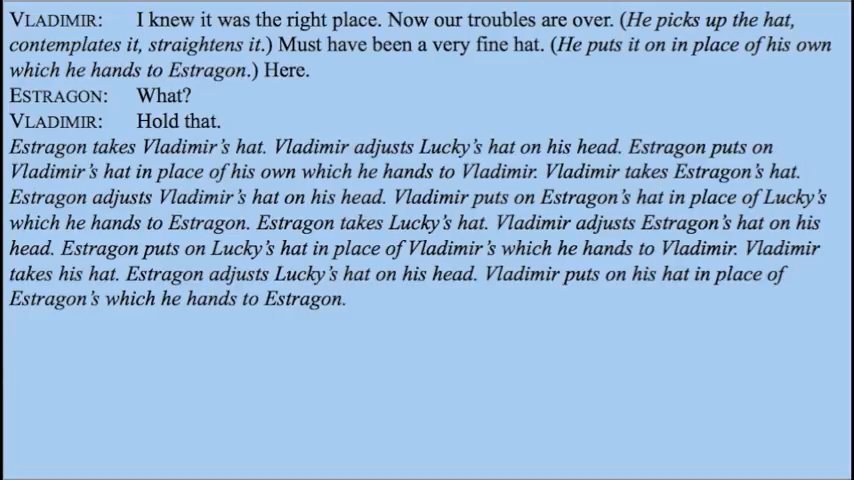 VLADIMIR: I knew it was the right place. Now our troubles are over. (He picks up the hat,
contemplates it, straightens it.) Must have been a very fine hat. (He puts it on in place of his own
which he hands to Estragon.) Here.
ESTRAGON: What?
VLADIMIR: Hold that.
Estragon takes Vladimir's hat. Vladimir adjusts Lucky's hat on his head. Estragon puts on
Vladimir's hat in place of his own which he hands to Vladimir. Vladimir takes Estragon's hat.
Estragon adjusts Vladimir's hat on his head. Vladimir puts on Estragon's hat in place of Lucky's
which he hands to Estragon. Estragon takes Lucky's hat. Vladimir adjusts Estragon's hat on his
head. Estragon puts on Lucky's hat in place of Vladimir's which he hands to Vladimir. Vladimir
takes his hat. Estragon adjusts Lucky's hat on his head. Vladimir puts on his hat in place of
Estragon's which he hands to Estragon.